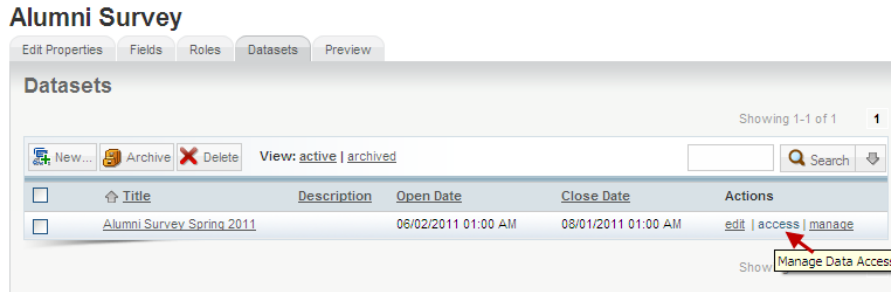 Alumni Survey
Edit Properties Fields Roles Datasets Preview
Datasets
Showing 1-1 of 1 1
New... Archive Delete View: active | archived Search
Title Description Open Date Close Date Actions
Alumni Survey Spring 2011 06/02/2011 01:00 AM 08/01/2011 01:00 AM edit | access | manage
Manage Data Access
Show